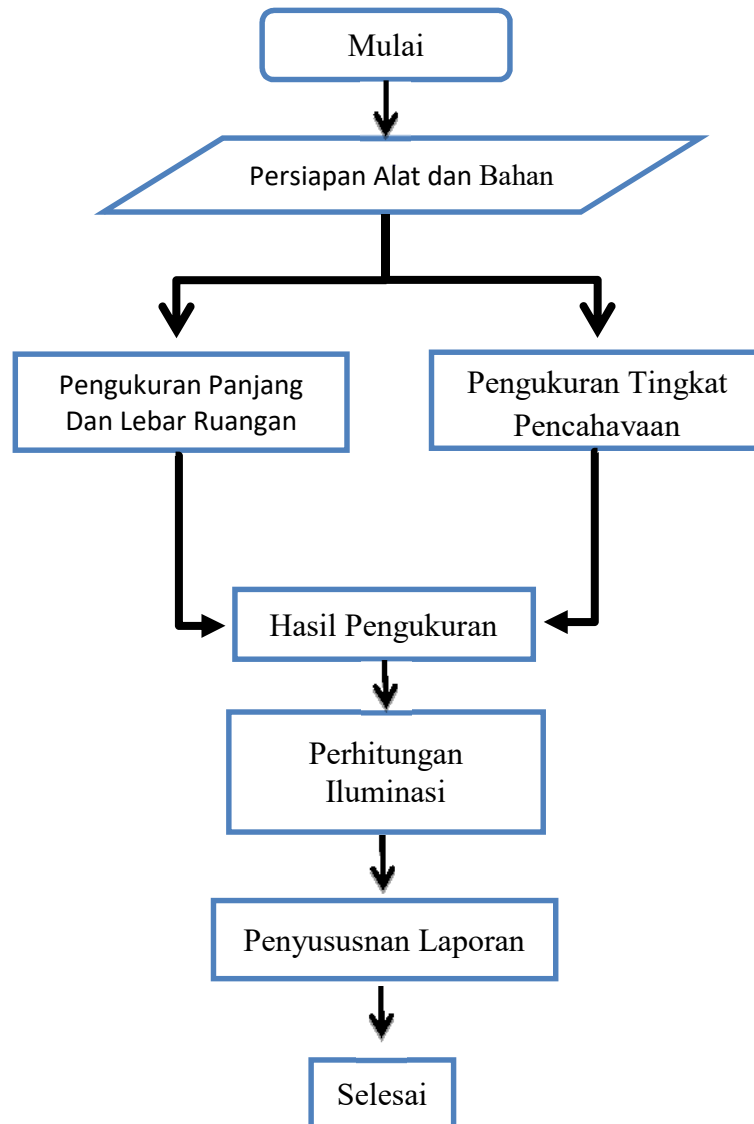 Mulai
Persiapan Alat dan Bahan
Pengukuran Panjang
Dan Lebar Ruangan
Pengukuran Tingkat
Pencahavaan
Hasil Pengukuran
Perhitungan
Iluminasi
Penyususnan Laporan
Selesai